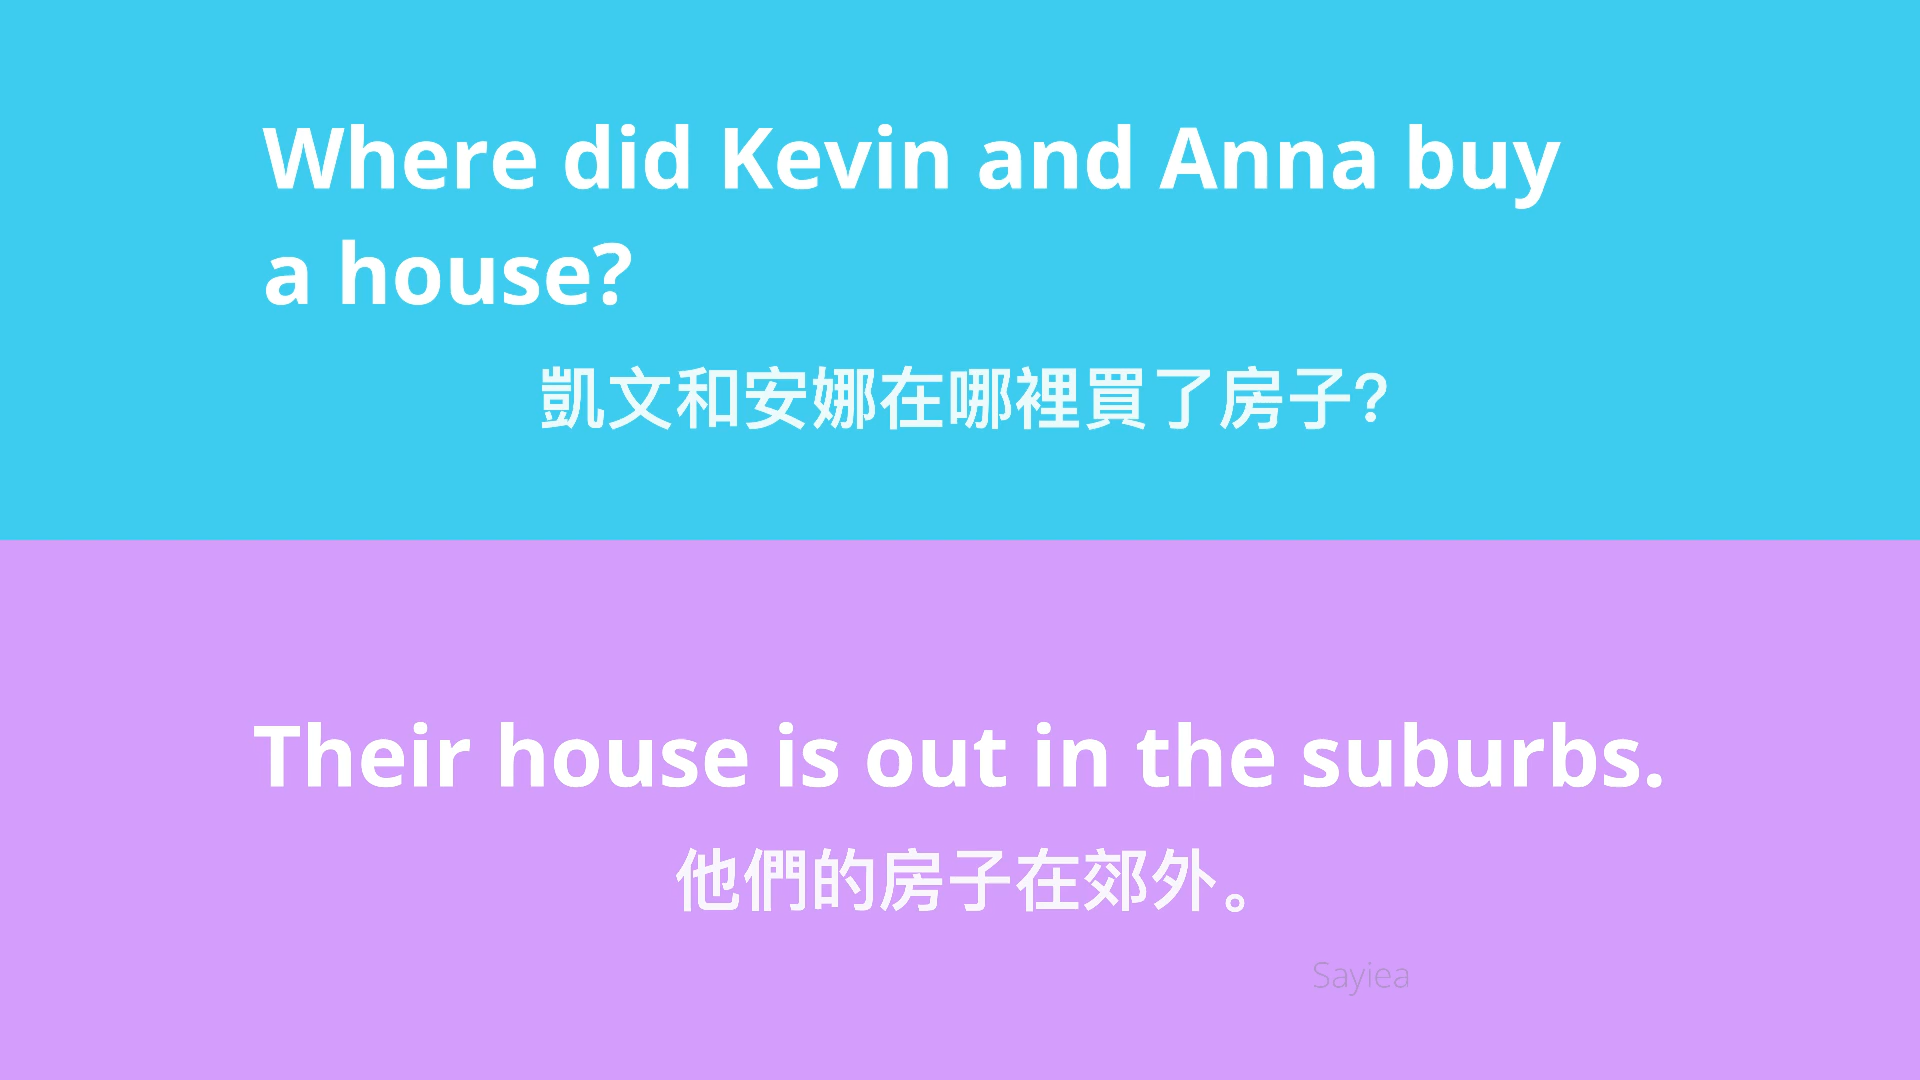 Where did Kevin and Anna buy
a house?
凱文和安娜在哪裡買了房子?
Their house is out in the suburbs.
他們的房子在郊外。
Sayiea